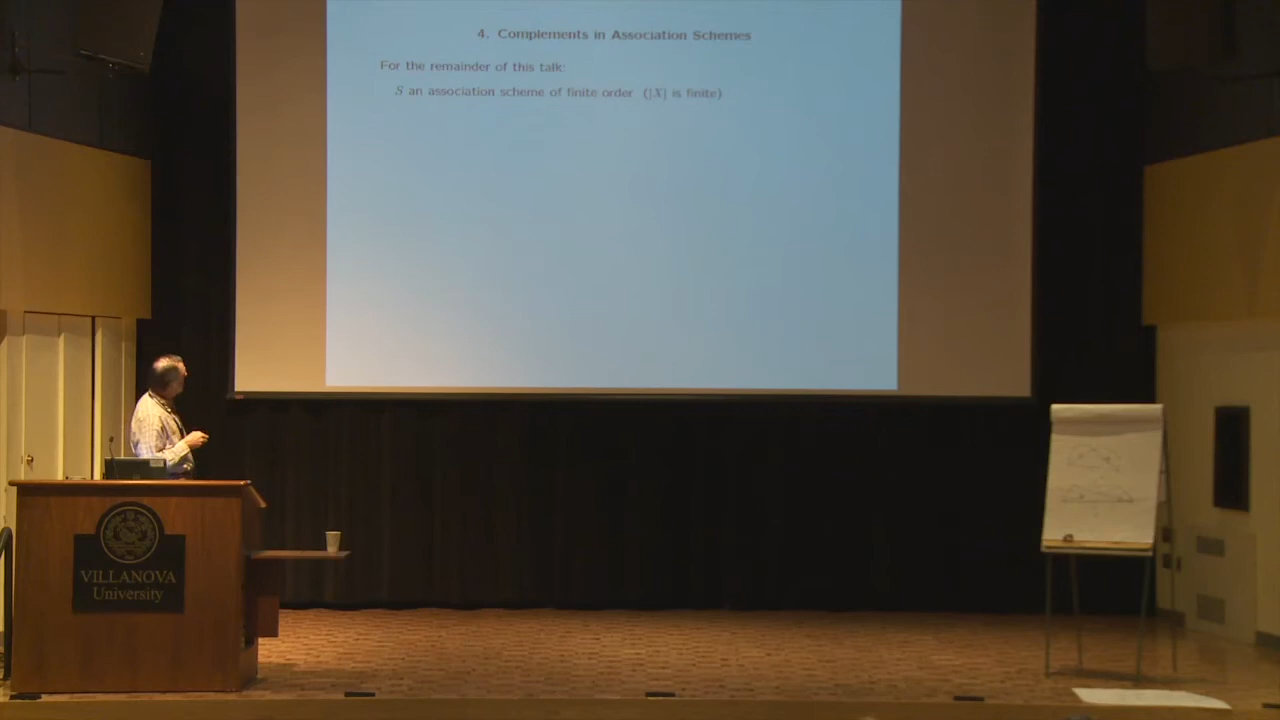 4. Complements in Association Schemes
For the remainder of this talk:
S an association scheme of finite order (|X| is finite)
VILLANOVA
University